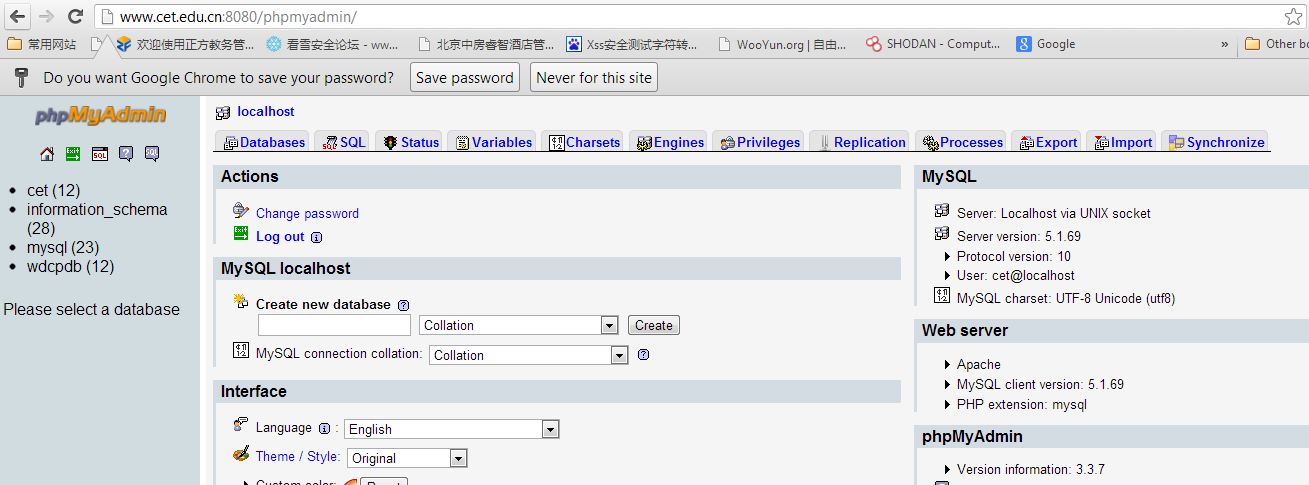 www.cet.edu.cn:8080/phpmyadmin/
常用网站 欢迎使用正方教务管... 看雪安全论坛 - ww... 北京中房睿智酒店管... Xss安全测试字符转... WooYun.org | 自由... SHODAN - Comput... Google » Other bo
Do you want Google Chrome to save your password? Save password Never for this site
phpMyAdmin
cet (12)
information_schema
(28)
mysql (23)
wdcpdb (12)
Please select a database
localhost
Databases SQL Status Variables Charsets Engines Privileges Replication Processes Export Import Synchronize
Actions
Change password
Log out
MySQL localhost
Create new database
Collation Create
MySQL connection collation: Collation
Interface
Language : English
Theme / Style: Original
Custom color: Reset
MySQL
Server: Localhost via UNIX socket
Server version: 5.1.69
Protocol version: 10
User: cet@localhost
MySQL charset: UTF-8 Unicode (utf8)
Web server
Apache
MySQL client version: 5.1.69
PHP extension: mysql
phpMyAdmin
Version information: 3.3.7